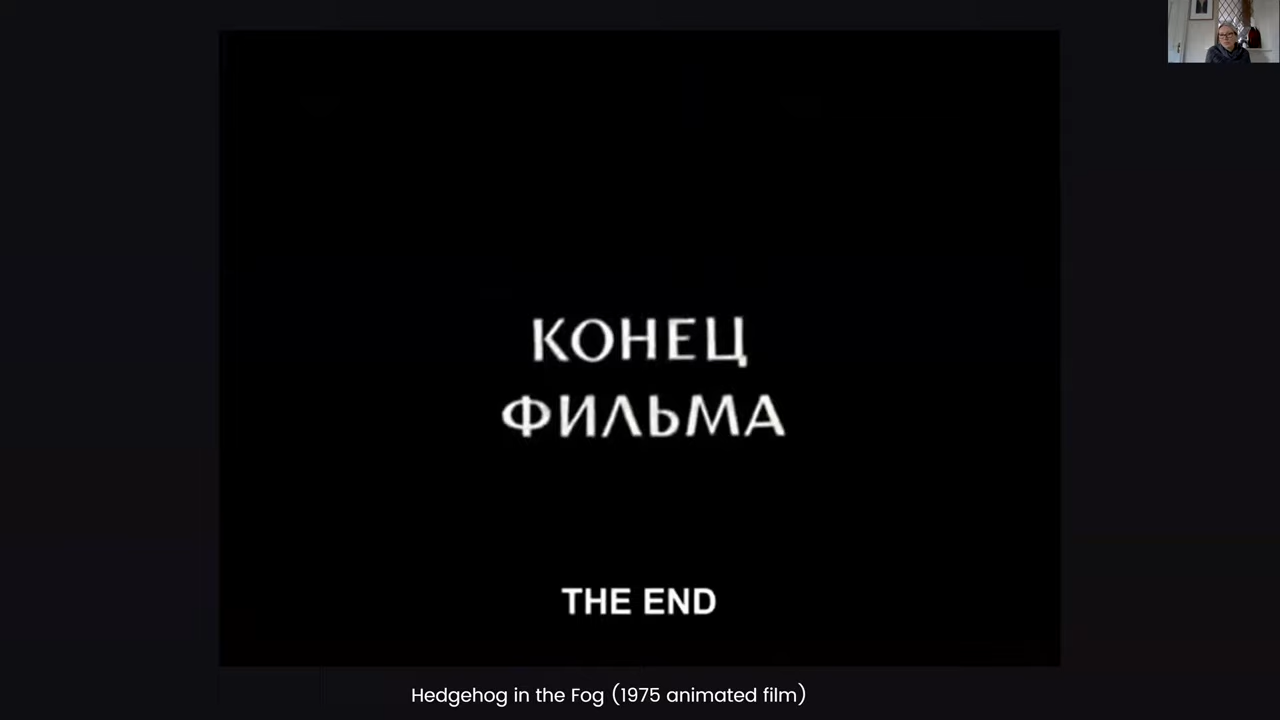 КОНЕЦ
ФИЛЬМА
THE END
Hedgehog in the Fog (1975 animated film)